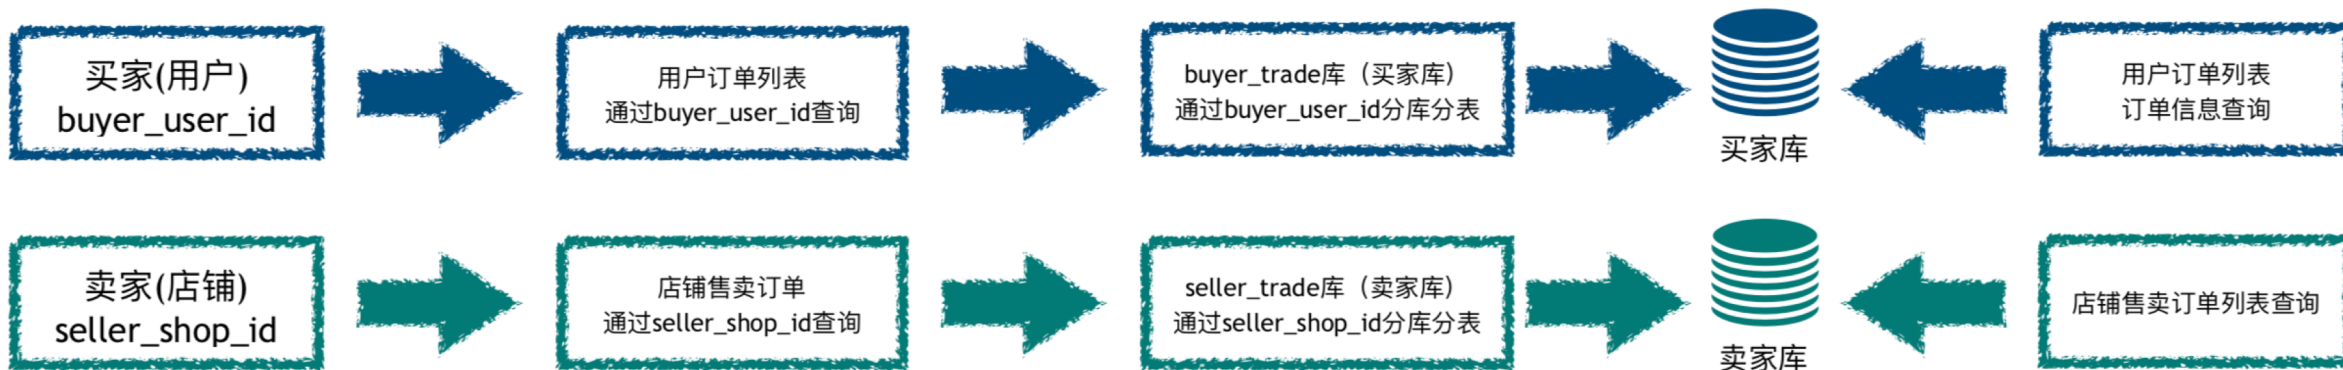 买家(用户)
buyer_user_id
用户订单列表
通过buyer_user_id查询
buyer_trade库（买家库）
通过buyer_user_id分库分表
买家库
用户订单列表
订单信息查询
卖家(店铺)
seller_shop_id
店铺售卖订单
通过seller_shop_id查询
seller_trade库（卖家库）
通过seller_shop_id分库分表
卖家库
店铺售卖订单列表查询